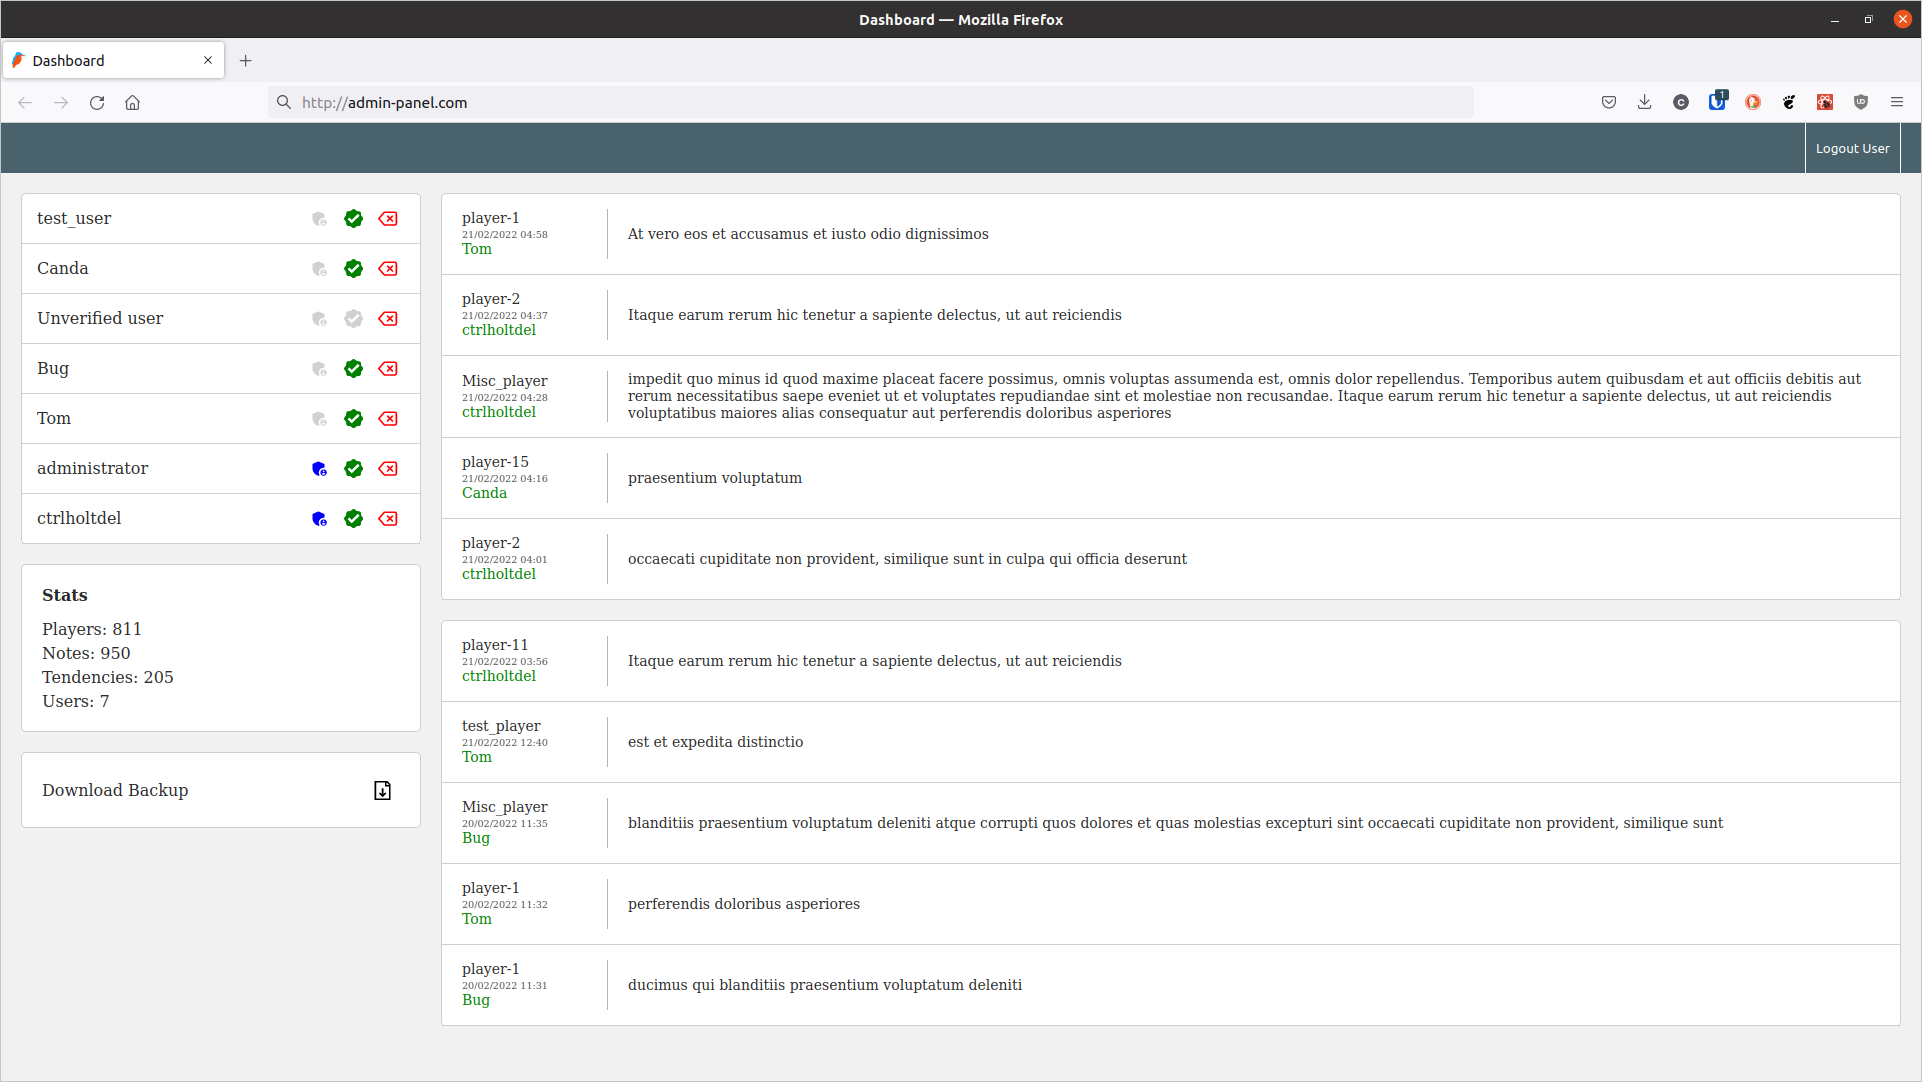 Dashboard — Mozilla Firefox
Dashboard
http://admin-panel.com
1
Logout User
test_user
Canda
Unverified user
Bug
Tom
administrator
ctrlholtdel
Stats
Players: 811
Notes: 950
Tendencies: 205
Users: 7
Download Backup
player-1
21/02/2022 04:58
Tom
At vero eos et accusamus et iusto odio dignissimos
player-2
21/02/2022 04:37
ctrlholtdel
Itaque earum rerum hic tenetur a sapiente delectus, ut aut reiciendis
Misc_player
21/02/2022 04:28
ctrlholtdel
impedit quo minus id quod maxime placeat facere possimus, omnis voluptas assumenda est, omnis dolor repellendus. Temporibus autem quibusdam et aut officiis debitis aut
rerum necessitatibus saepe eveniet ut et voluptates repudiandae sint et molestiae non recusandae. Itaque earum rerum hic tenetur a sapiente delectus, ut aut reiciendis
voluptatibus maiores alias consequatur aut perferendis doloribus asperiores
player-15
21/02/2022 04:16
Canda
praesentium voluptatum
player-2
21/02/2022 04:01
ctrlholtdel
occaecati cupiditate non provident, similique sunt in culpa qui officia deserunt
player-11
21/02/2022 03:56
ctrlholtdel
Itaque earum rerum hic tenetur a sapiente delectus, ut aut reiciendis
test_player
21/02/2022 12:40
Tom
est et expedita distinctio
Misc_player
20/02/2022 11:35
Bug
blanditiis praesentium voluptatum deleniti atque corrupti quos dolores et quas molestias excepturi sint occaecati cupiditate non provident, similique sunt
player-1
20/02/2022 11:32
Tom
perferendis doloribus asperiores
player-1
20/02/2022 11:31
Bug
ducimus qui blanditiis praesentium voluptatum deleniti